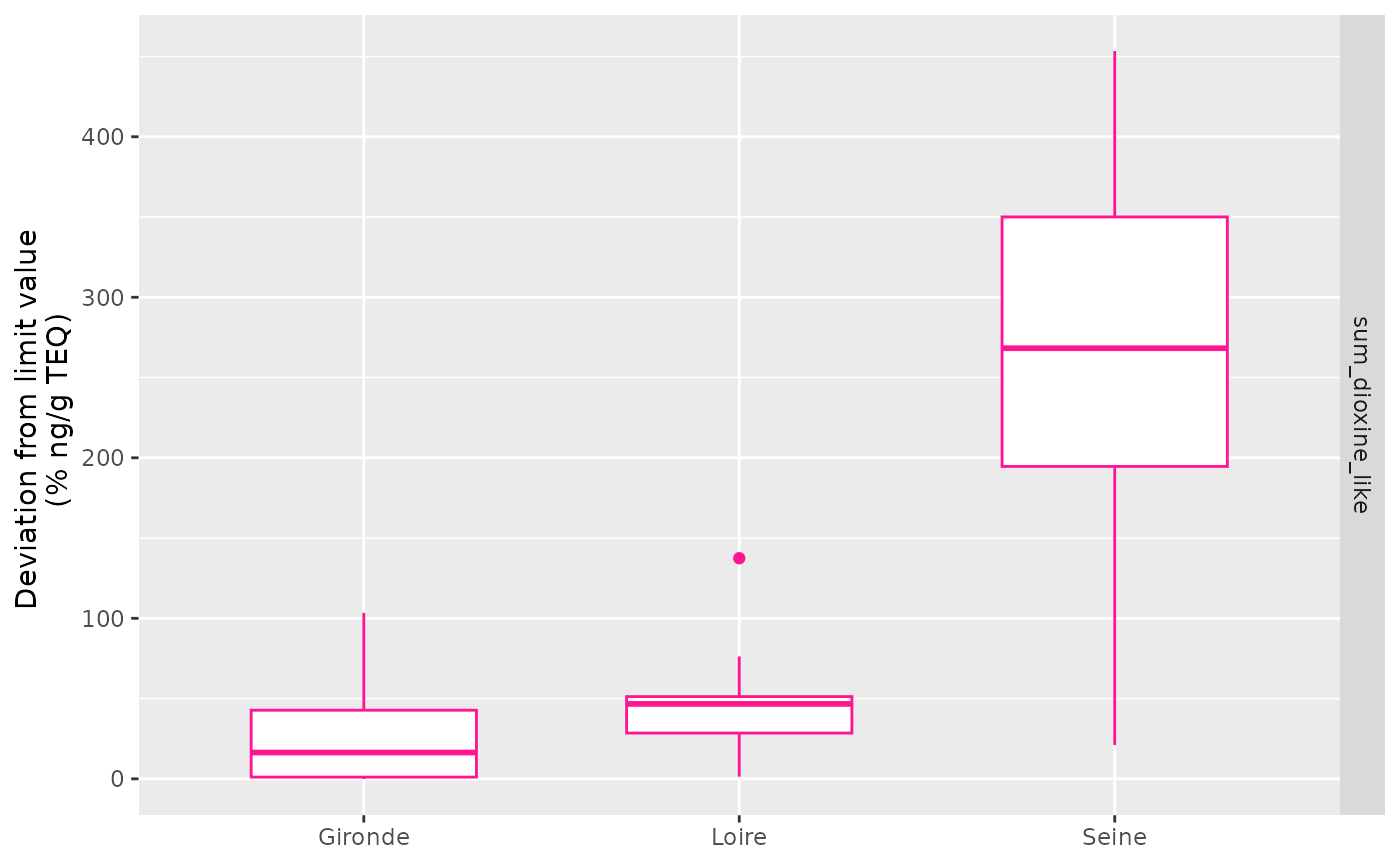 Deviation from limit value
(% ng/g TEQ)
400
300
200
100
0
Gironde
Loire
Seine
sum_dioxine_like